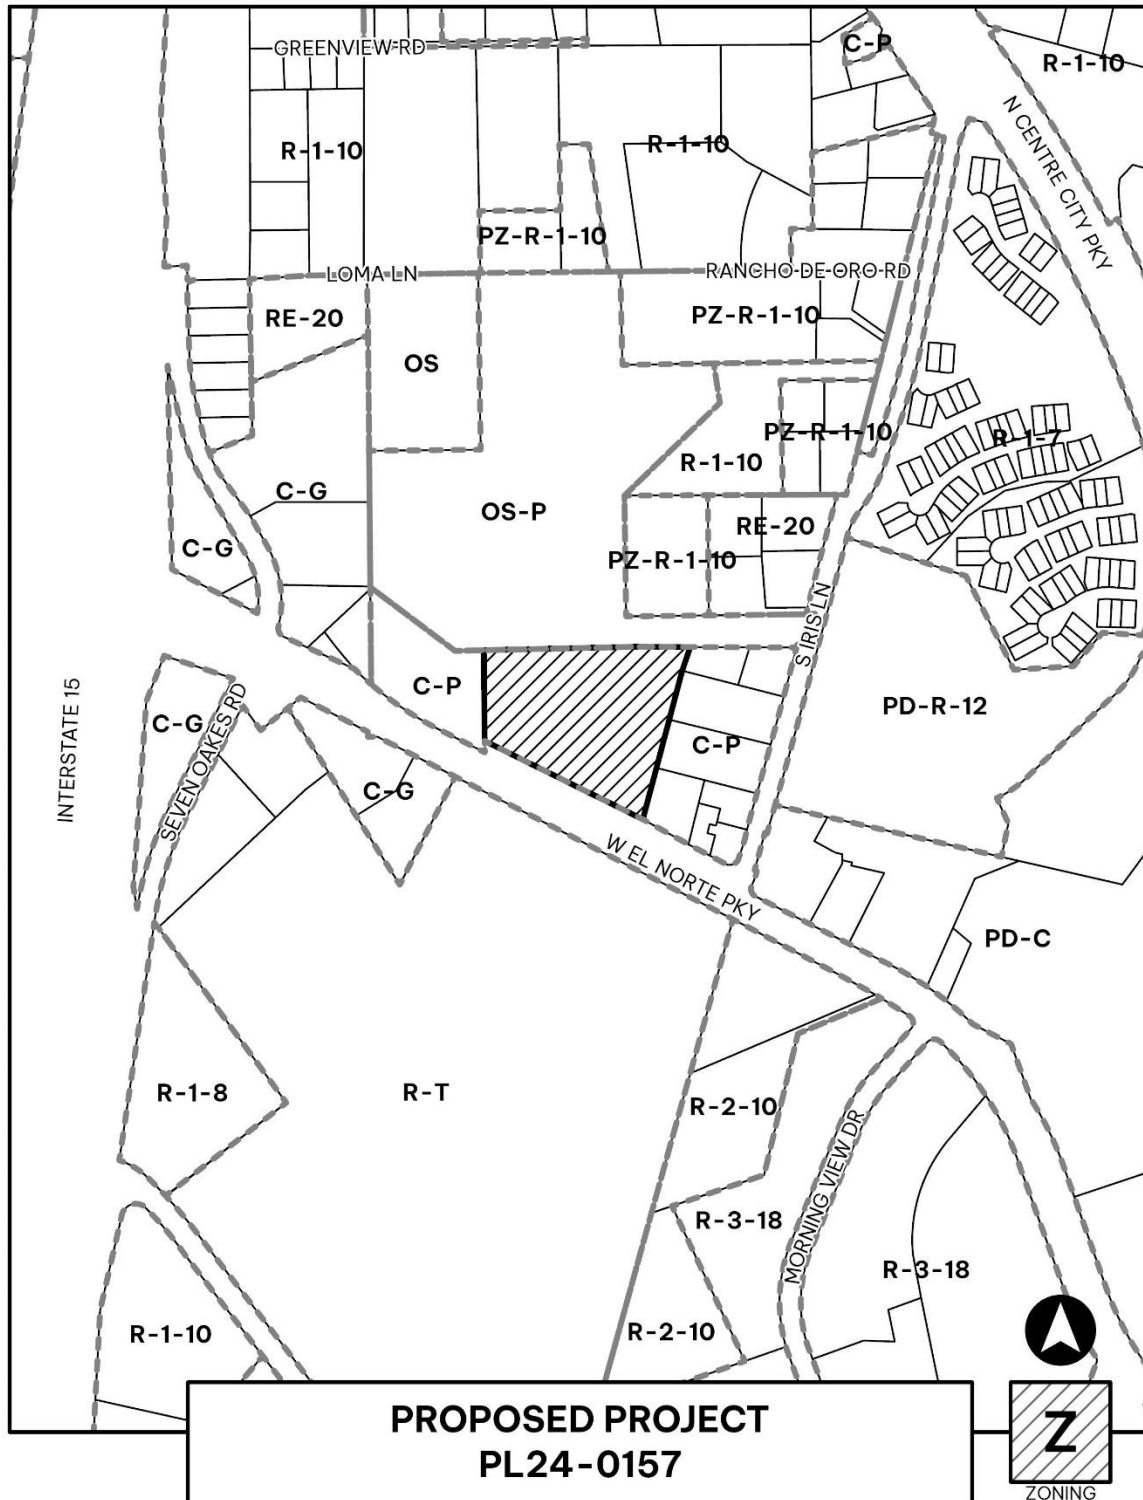 GREENVIEW RD
C-P
R-1-10
N CENTRE CITY PKY
R-1-10
R-1-10
PZ-R-1-10
LOMA LN
RANCHO DE ORO RD
RE-20
PZ-R-1-10
OS
PZ-R-1-10
R-1-7
R-1-10
C-G
OS-P
RE-20
C-G
PZ-R-1-10
S IRIS LN
C-P
PD-R-12
INTERSTATE 15
SEVEN OAKES RD
C-G
C-P
C-G
W EL NORTE PKY
PD-C
R-1-8
R-T
R-2-10
MORNING VIEW DR
R-3-18
R-3-18
R-1-10
R-2-10
PROPOSED PROJECT
PL24-0157
Z
ZONING